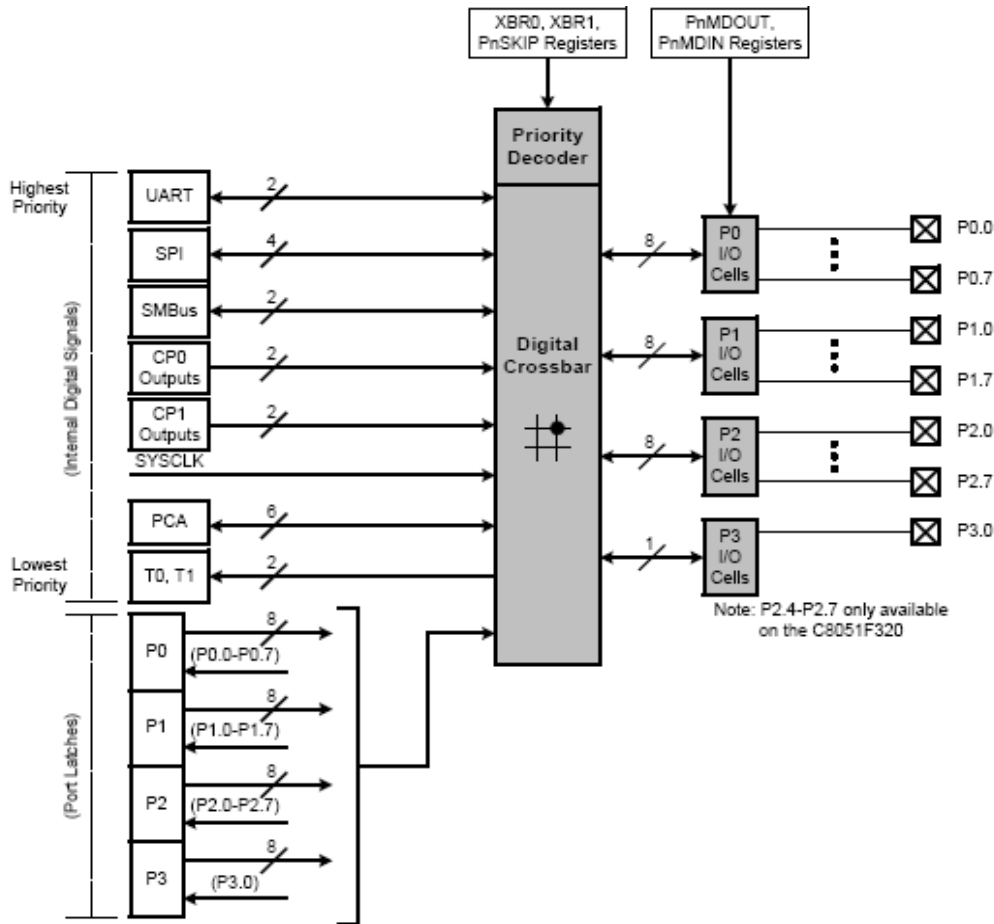 XBR0, XBR1,
PnSKIP Registers
PnMDOUT,
PnMDIN Registers
Priority
Decoder
Highest
Priority
UART
2
SPI
4
SMBus
2
CP0
Outputs
2
CP1
Outputs
2
SYSCLK
PCA
6
Lowest
Priority
T0, T1
2
(Internal Digital Signals)
Digital
Crossbar
8
P0
I/O
Cells
P0.0
P0.7
8
P1
I/O
Cells
P1.0
P1.7
8
P2
I/O
Cells
P2.0
P2.7
1
P3
I/O
Cells
P3.0
Note: P2.4-P2.7 only available
on the C8051F320
(Port Latches)
P0
8
(P0.0-P0.7)
P1
8
(P1.0-P1.7)
P2
8
(P2.0-P2.7)
P3
8
(P3.0)